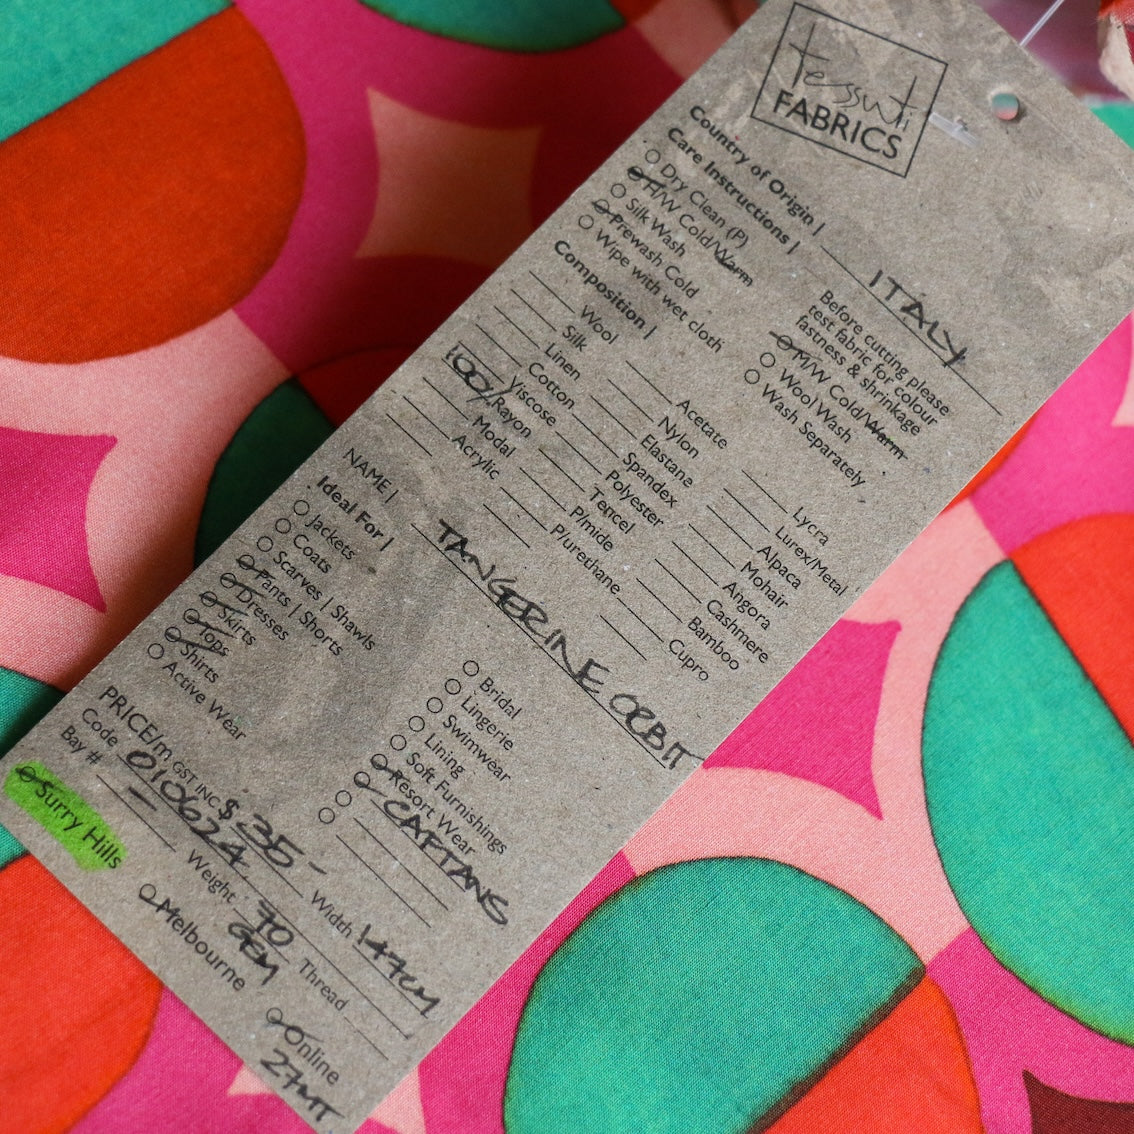 Tessuti
FABRICS
Country of Origin | ITALY
Care Instructions |
Dry Clean (P)
H/W Cold/Warm
Silk Wash
Prewash Cold
Wipe with wet cloth
Before cutting please
test fabric for colour
fastness & shrinkage
M/W Cold/Warm
Wool Wash
Wash Separately
Composition |
Wool
Silk
Linen
Cotton
Viscose
100% Rayon
Modal
Acrylic
Acetate
Nylon
Elastane
Spandex
Polyester
Tencel
P/mide
P/urethane
Lycra
Lurex/Metal
Alpaca
Mohair
Angora
Cashmere
Bamboo
Cupro
NAME | TANGERINE ORBIT
Ideal For |
Jackets
Coats
Scarves | Shawls
Pants | Shorts
Dresses
Skirts
Tops
Shirts
Active Wear
Bridal
Lingerie
Swimwear
Lining
Soft Furnishings
Resort Wear
CAFTANS
PRICE/m GST INC $35- Width 147cm
Code 010624 Weight 70 Thread
GEM
Bay # -
Surry Hills
Melbourne
Online
27MT